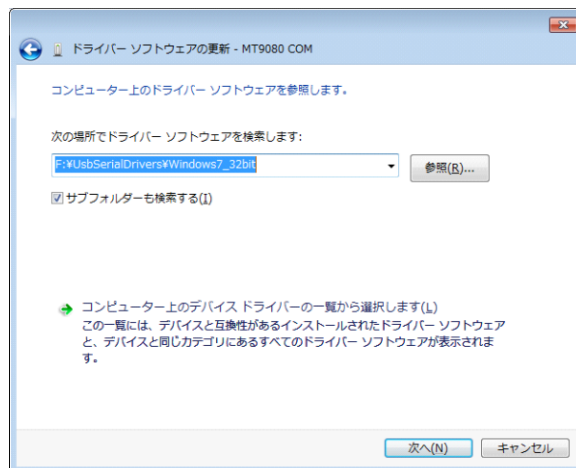 ドライバー ソフトウェアの更新 - MT9080 COM
コンピューター上のドライバー ソフトウェアを参照します。
次の場所でドライバー ソフトウェアを検索します:
F:¥UsbSerialDrivers¥Windows7_32bit
参照(R)...
サブフォルダーも検索する(I)
コンピューター上のデバイス ドライバーの一覧から選択します(L)
この一覧には、デバイスと互換性があるインストールされたドライバー ソフトウェア
と、デバイスと同じカテゴリにあるすべてのドライバー ソフトウェアが表示されま
す。
次へ(N)
キャンセル